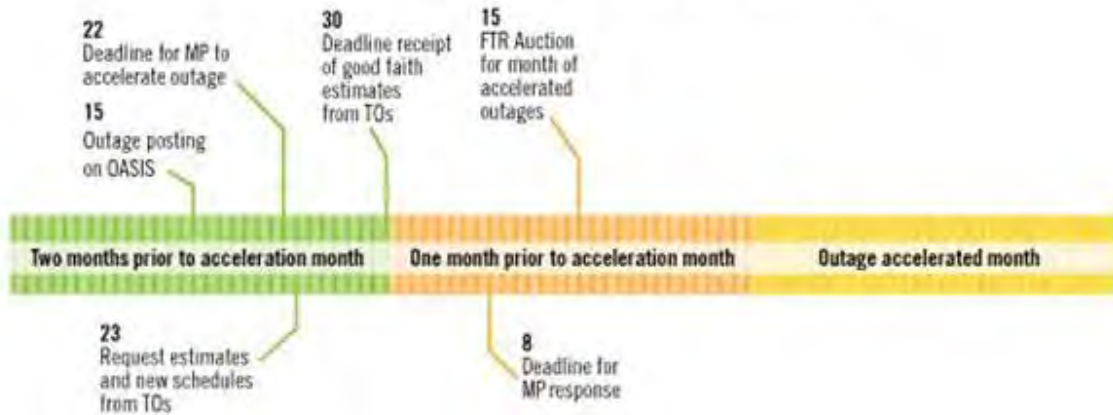 22
Deadline for MP to
accelerate outage
15
Outage posting
on OASIS
30
Deadline receipt
of good faith
estimates
from TOs
15
FTR Auction
for month of
accelerated
outages
Two months prior to acceleration month
One month prior to acceleration month
Outage accelerated month
23
Request estimates
and new schedules
from TOs
8
Deadline for
MP response